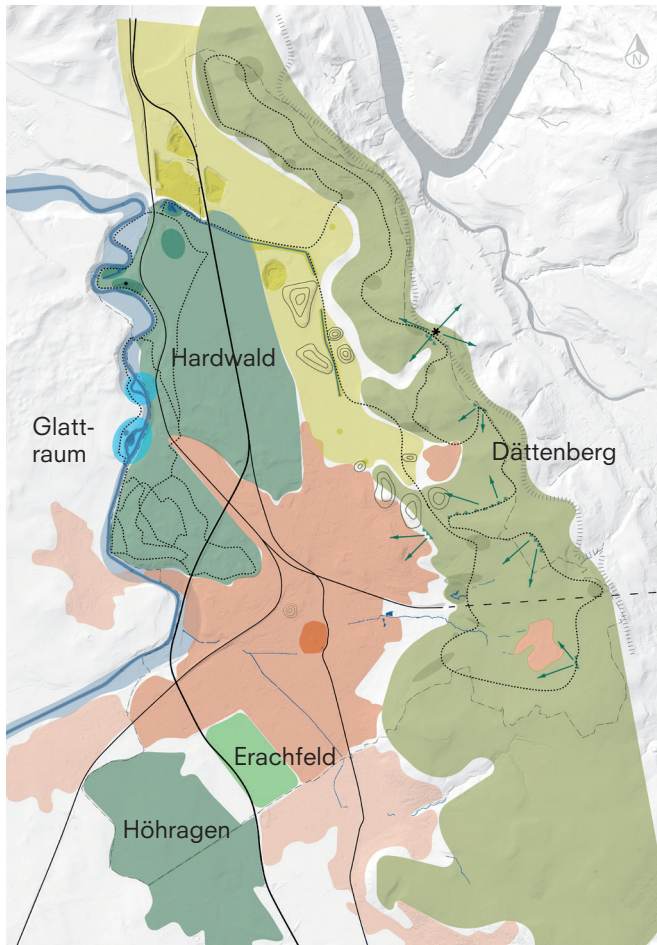 N
Hardwald
Glatt-
raum
Dättenberg
Erachfeld
Höhragen